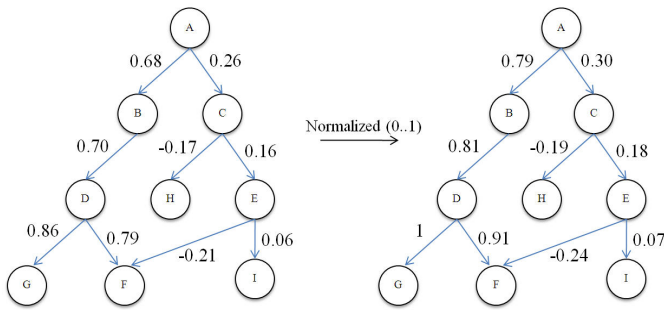 A A
0.68 0.26 0.79 0.30
B C B C
Normalized (0..1)
0.70 -0.17 0.16 0.81 -0.19 0.18
D H E D H E
0.86 0.79 -0.21 0.06 1 0.91 -0.24 0.07
G F I G F I